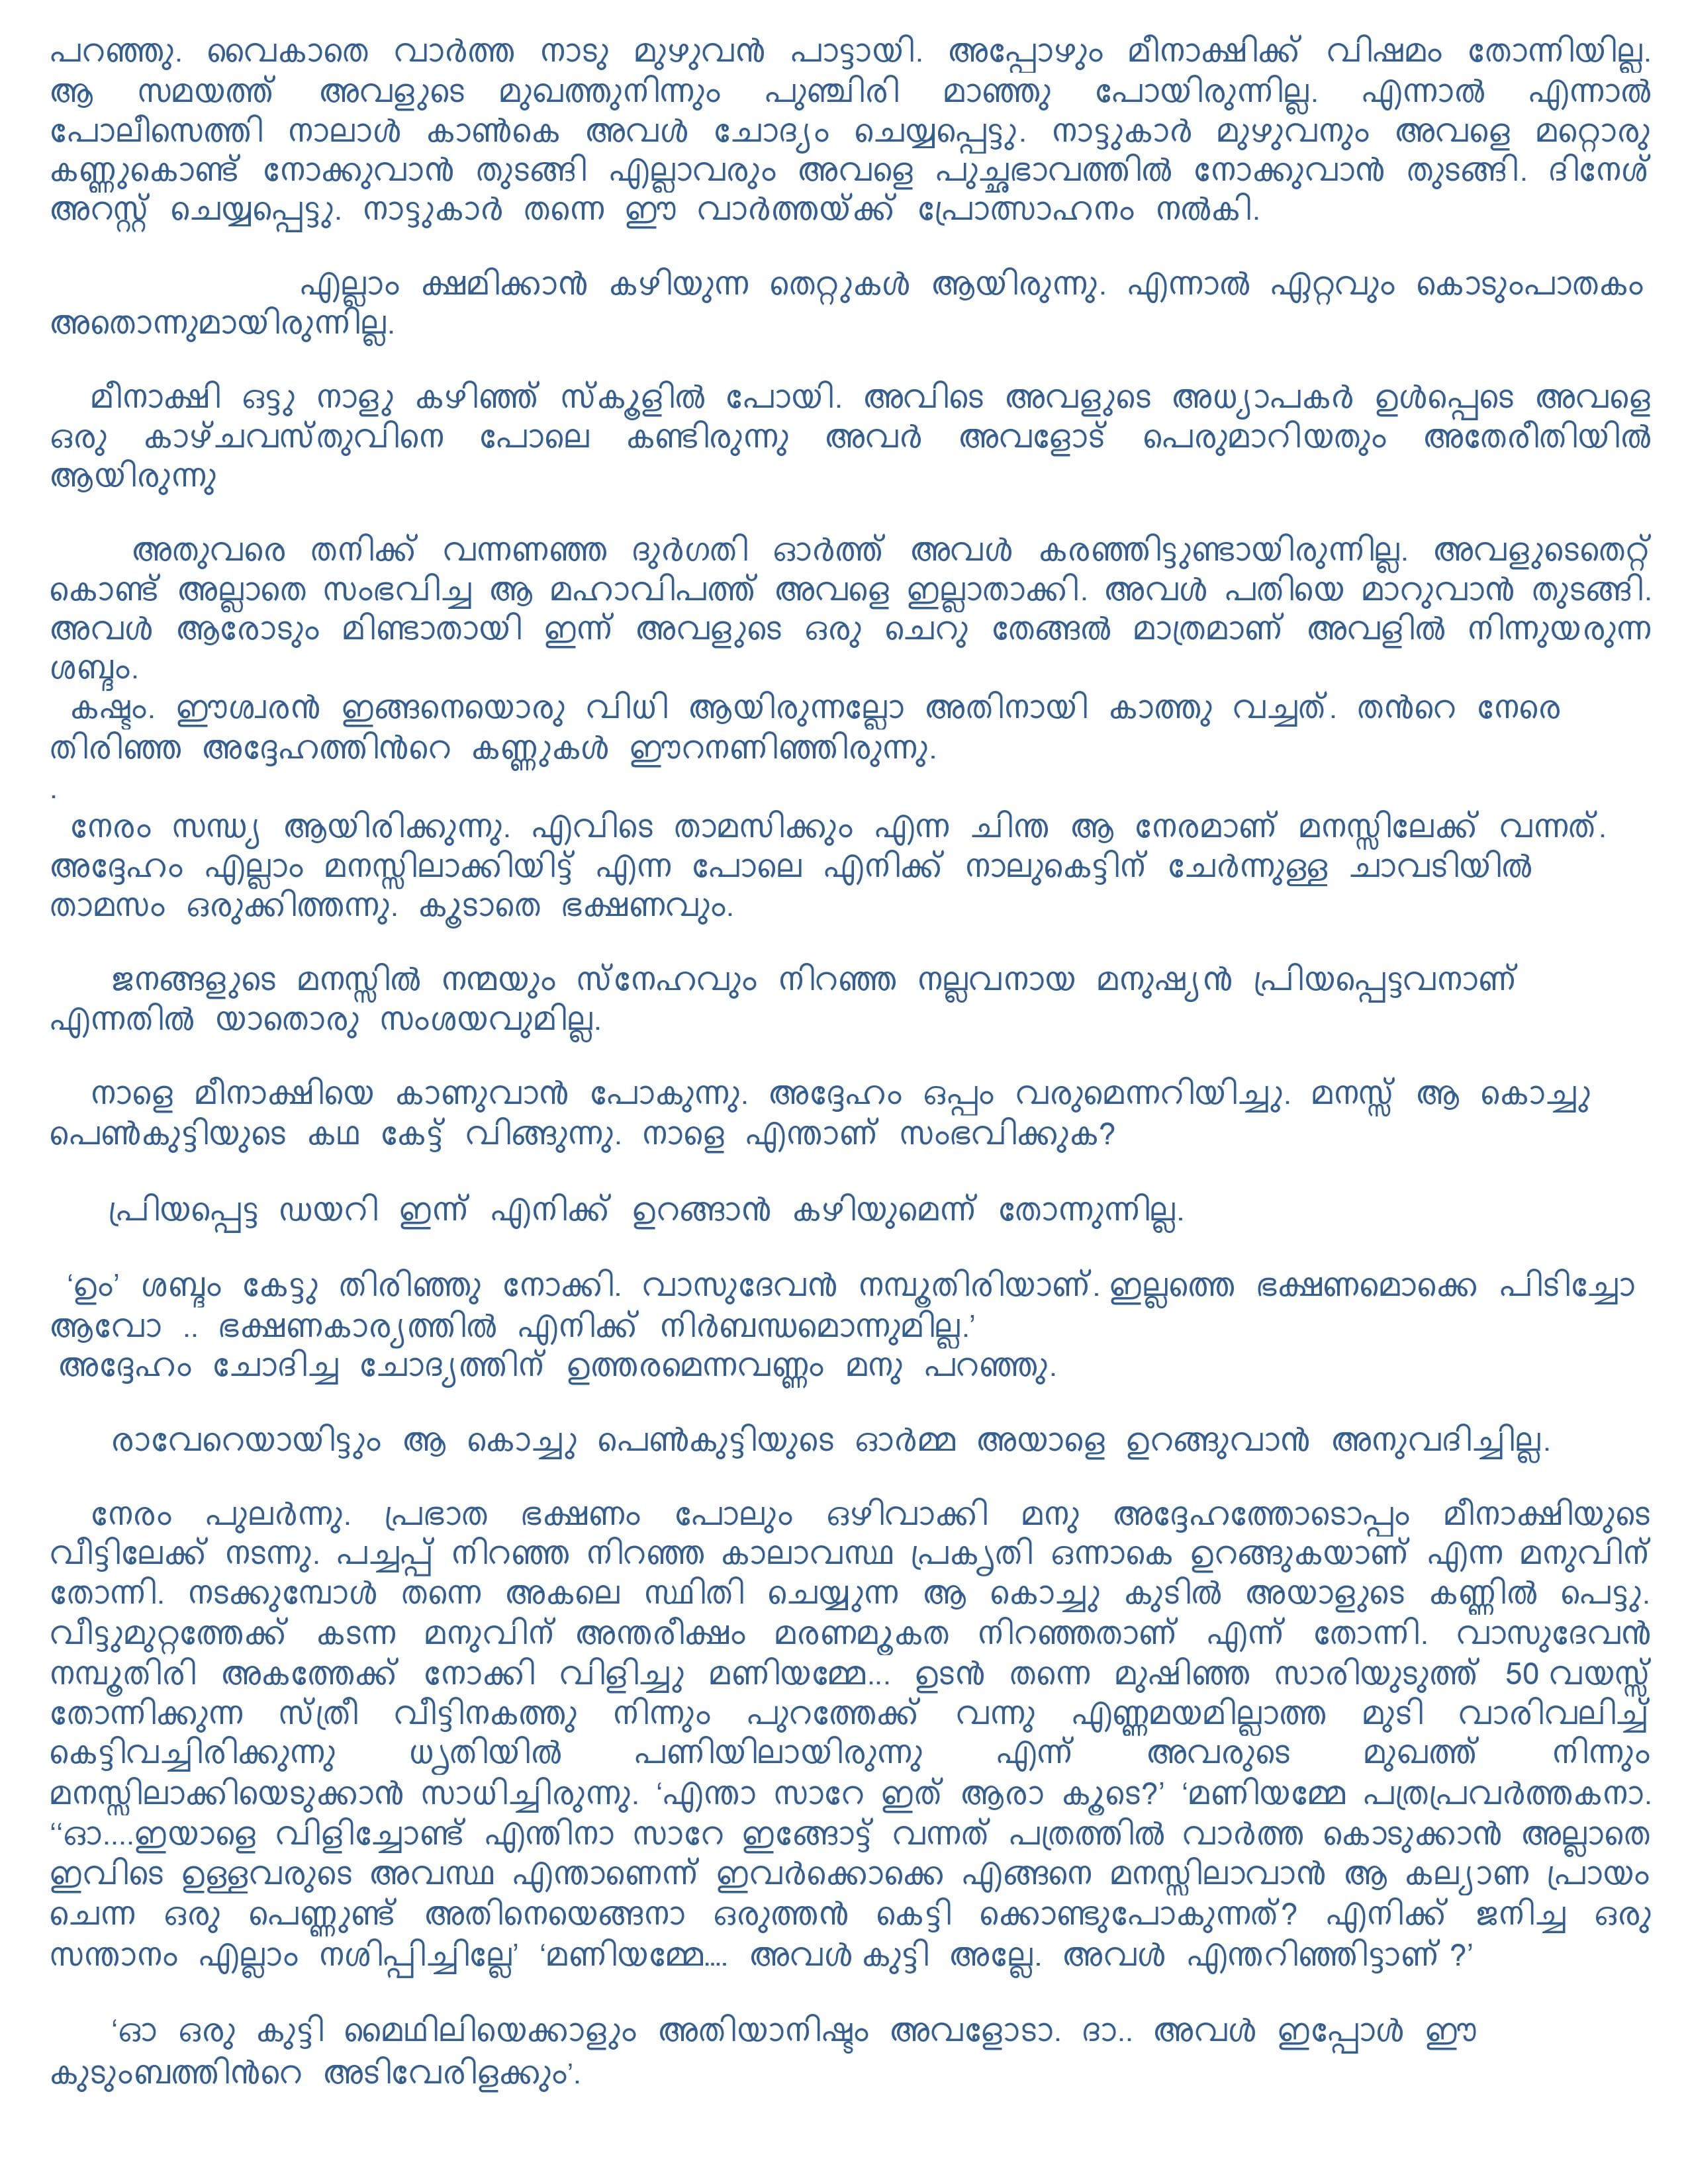 പറഞ്ഞു. വൈകാതെ വാർത്ത നാടു മുഴുവൻ പാട്ടായി. അപ്പോഴും മീനാക്ഷിക്ക് വിഷമം തോന്നിയില്ല.
ആ സമയത്ത് അവളുടെ മുഖത്തുനിന്നും പുഞ്ചിരി മാഞ്ഞു പോയിരുന്നില്ല. എന്നാൽ എന്നാൽ
പോലീസെത്തി നാലാൾ കാൺകെ അവൾ ചോദ്യം ചെയ്യപ്പെട്ടു. നാട്ടുകാർ മുഴുവനും അവളെ മറ്റൊരു
കണ്ണുകൊണ്ട് നോക്കുവാൻ തുടങ്ങി എല്ലാവരും അവളെ പുച്ഛഭാവത്തിൽ നോക്കുവാൻ തുടങ്ങി. ദിനേശ്
അറസ്റ്റ് ചെയ്യപ്പെട്ടു. നാട്ടുകാർ തന്നെ ഈ വാർത്തയ്ക്ക് പ്രോത്സാഹനം നൽകി.
എല്ലാം ക്ഷമിക്കാൻ കഴിയുന്ന തെറ്റുകൾ ആയിരുന്നു. എന്നാൽ ഏറ്റവും കൊടുംപാതകം
അതൊന്നുമായിരുന്നില്ല.
മീനാക്ഷി ഒട്ടു നാളു കഴിഞ്ഞ് സ്കൂളിൽ പോയി. അവിടെ അവളുടെ അധ്യാപകർ ഉൾപ്പെടെ അവളെ
ഒരു കാഴ്ചവസ്തുവിനെ പോലെ കണ്ടിരുന്നു അവർ അവളോട് പെരുമാറിയതും അതേരീതിയിൽ
ആയിരുന്നു
അതുവരെ തനിക്ക് വന്നണഞ്ഞ ദുർഗതി ഓർത്ത് അവൾ കരഞ്ഞിട്ടുണ്ടായിരുന്നില്ല. അവളുടെതെറ്റ്
കൊണ്ട് അല്ലാതെ സംഭവിച്ച ആ മഹാവിപത്ത് അവളെ ഇല്ലാതാക്കി. അവൾ പതിയെ മാറുവാൻ തുടങ്ങി.
അവൾ ആരോടും മിണ്ടാതായി ഇന്ന് അവളുടെ ഒരു ചെറു തേങ്ങൽ മാത്രമാണ് അവളിൽ നിന്നുയരുന്ന
ശബ്ദം.
കഷ്ടം. ഈശ്വരൻ ഇങ്ങനെയൊരു വിധി ആയിരുന്നല്ലോ അതിനായി കാത്തു വച്ചത്. തൻറെ നേരെ
തിരിഞ്ഞ അദ്ദേഹത്തിൻറെ കണ്ണുകൾ ഈറനണിഞ്ഞിരുന്നു.
.
നേരം സന്ധ്യ ആയിരിക്കുന്നു. എവിടെ താമസിക്കും എന്ന ചിന്ത ആ നേരമാണ് മനസ്സിലേക്ക് വന്നത്.
അദ്ദേഹം എല്ലാം മനസ്സിലാക്കിയിട്ട് എന്ന പോലെ എനിക്ക് നാലുകെട്ടിന് ചേർന്നുള്ള ചാവടിയിൽ
താമസം ഒരുക്കിത്തന്നു. കൂടാതെ ഭക്ഷണവും.
ജനങ്ങളുടെ മനസ്സിൽ നന്മയും സ്നേഹവും നിറഞ്ഞ നല്ലവനായ മനുഷ്യൻ പ്രിയപ്പെട്ടവനാണ്
എന്നതിൽ യാതൊരു സംശയവുമില്ല.
നാളെ മീനാക്ഷിയെ കാണുവാൻ പോകുന്നു. അദ്ദേഹം ഒപ്പം വരുമെന്നറിയിച്ചു. മനസ്സ് ആ കൊച്ചു
പെൺകുട്ടിയുടെ കഥ കേട്ട് വിങ്ങുന്നു. നാളെ എന്താണ് സംഭവിക്കുക?
പ്രിയപ്പെട്ട ഡയറി ഇന്ന് എനിക്ക് ഉറങ്ങാൻ കഴിയുമെന്ന് തോന്നുന്നില്ല.
‘ഉം’ ശബ്ദം കേട്ടു തിരിഞ്ഞു നോക്കി. വാസുദേവൻ നമ്പൂതിരിയാണ്. ഇല്ലത്തെ ഭക്ഷണമൊക്കെ പിടിച്ചോ
ആവോ .. ഭക്ഷണകാര്യത്തിൽ എനിക്ക് നിർബന്ധമൊന്നുമില്ല.’
അദ്ദേഹം ചോദിച്ച ചോദ്യത്തിന് ഉത്തരമെന്നവണ്ണം മനു പറഞ്ഞു.
രാവേറെയായിട്ടും ആ കൊച്ചു പെൺകുട്ടിയുടെ ഓർമ്മ അയാളെ ഉറങ്ങുവാൻ അനുവദിച്ചില്ല.
നേരം പുലർന്നു. പ്രഭാത ഭക്ഷണം പോലും ഒഴിവാക്കി മനു അദ്ദേഹത്തോടൊപ്പം മീനാക്ഷിയുടെ
വീട്ടിലേക്ക് നടന്നു. പച്ചപ്പ് നിറഞ്ഞ നിറഞ്ഞ കാലാവസ്ഥ പ്രകൃതി ഒന്നാകെ ഉറങ്ങുകയാണ് എന്ന മനുവിന്
തോന്നി. നടക്കുമ്പോൾ തന്നെ അകലെ സ്ഥിതി ചെയ്യുന്ന ആ കൊച്ചു കുടിൽ അയാളുടെ കണ്ണിൽ പെട്ടു.
വീട്ടുമുറ്റത്തേക്ക് കടന്ന മനുവിന് അന്തരീക്ഷം മരണമൂകത നിറഞ്ഞതാണ് എന്ന് തോന്നി. വാസുദേവൻ
നമ്പൂതിരി അകത്തേക്ക് നോക്കി വിളിച്ചു മണിയമ്മേ... ഉടൻ തന്നെ മുഷിഞ്ഞ സാരിയുടുത്ത് 50 വയസ്സ്
തോന്നിക്കുന്ന സ്ത്രീ വീട്ടിനകത്തു നിന്നും പുറത്തേക്ക് വന്നു എണ്ണമയമില്ലാത്ത മുടി വാരിവലിച്ച്
കെട്ടിവച്ചിരിക്കുന്നു ധൃതിയിൽ പണിയിലായിരുന്നു എന്ന് അവരുടെ മുഖത്ത് നിന്നും
മനസ്സിലാക്കിയെടുക്കാൻ സാധിച്ചിരുന്നു. ‘എന്താ സാറേ ഇത് ആരാ കൂടെ?’ ‘മണിയമ്മേ പത്രപ്രവർത്തകനാ.
‘‘ഓ....ഇയാളെ വിളിച്ചോണ്ട് എന്തിനാ സാറേ ഇങ്ങോട്ട് വന്നത് പത്രത്തിൽ വാർത്ത കൊടുക്കാൻ അല്ലാതെ
ഇവിടെ ഉള്ളവരുടെ അവസ്ഥ എന്താണെന്ന് ഇവർക്കൊക്കെ എങ്ങനെ മനസ്സിലാവാൻ ആ കല്യാണ പ്രായം
ചെന്ന ഒരു പെണ്ണുണ്ട് അതിനെയെങ്ങനാ ഒരുത്തൻ കെട്ടി ക്കൊണ്ടുപോകുന്നത്? എനിക്ക് ജനിച്ച ഒരു
സന്താനം എല്ലാം നശിപ്പിച്ചില്ലേ’ ‘മണിയമ്മേ.... അവൾ കുട്ടി അല്ലേ. അവൾ എന്തറിഞ്ഞിട്ടാണ് ?’
‘ഓ ഒരു കുട്ടി മൈഥിലിയെക്കാളും അതിയാനിഷ്ടം അവളോടാ. ദാ.. അവൾ ഇപ്പോൾ ഈ
കുടുംബത്തിൻറെ അടിവേരിളക്കും’.